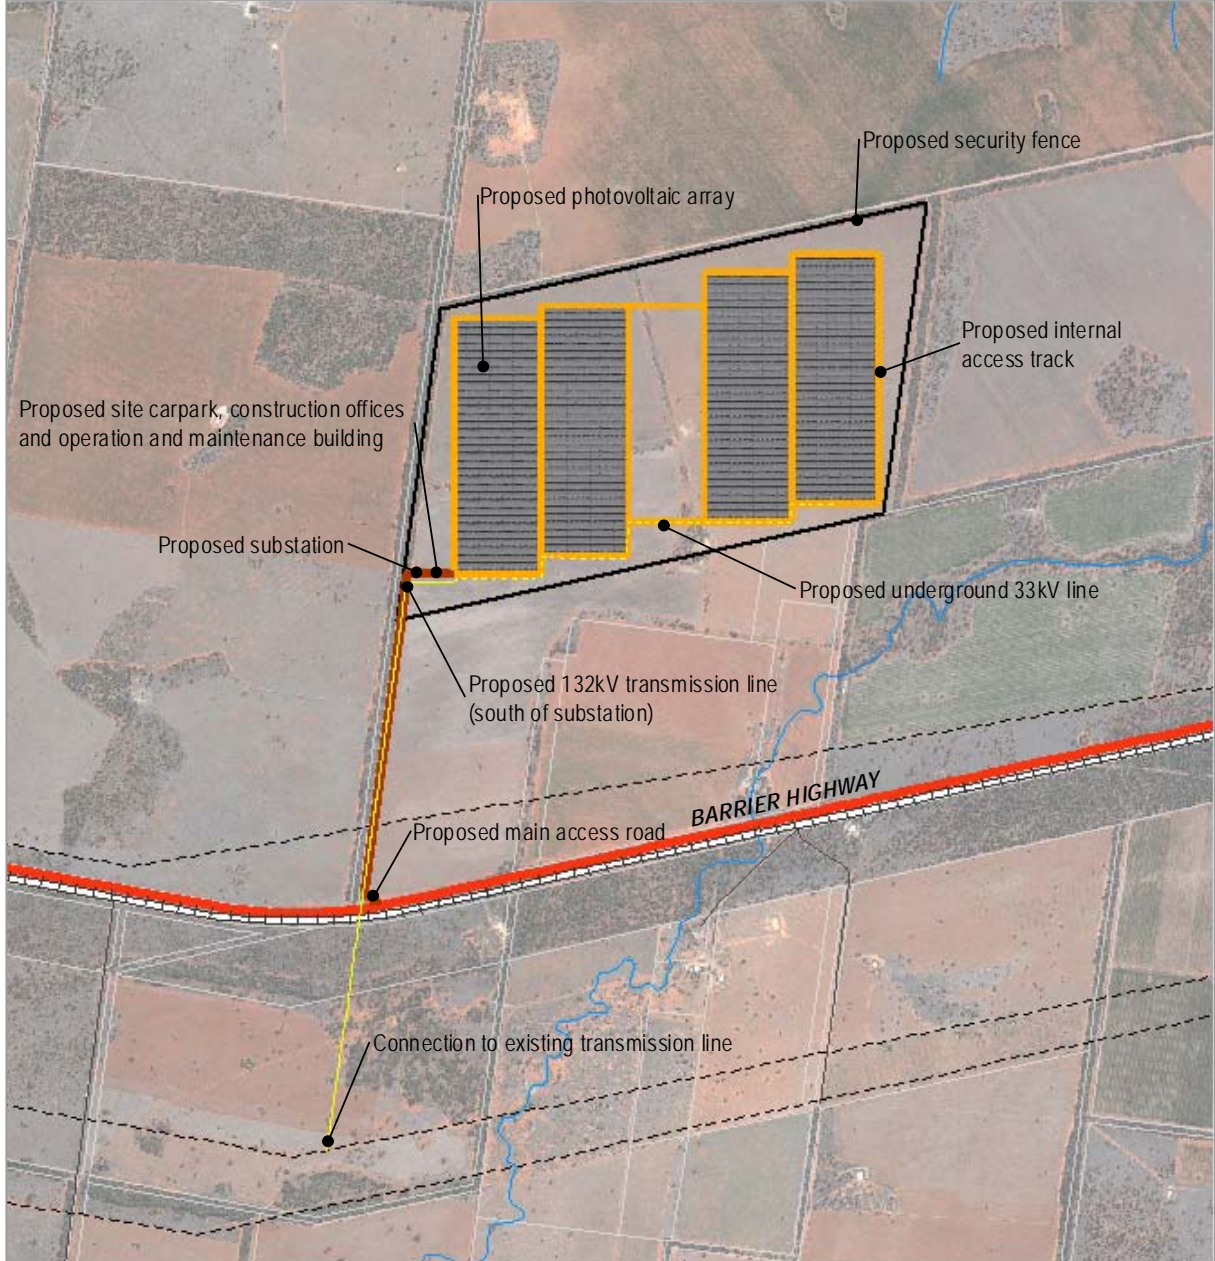 Proposed security fence
Proposed photovoltaic array
Proposed internal
access track
Proposed site carpark, construction offices
and operation and maintenance building
Proposed substation
Proposed underground 33kV line
Proposed 132kV transmission line
(south of substation)
BARRIER HIGHWAY
Proposed main access road
Connection to existing transmission line